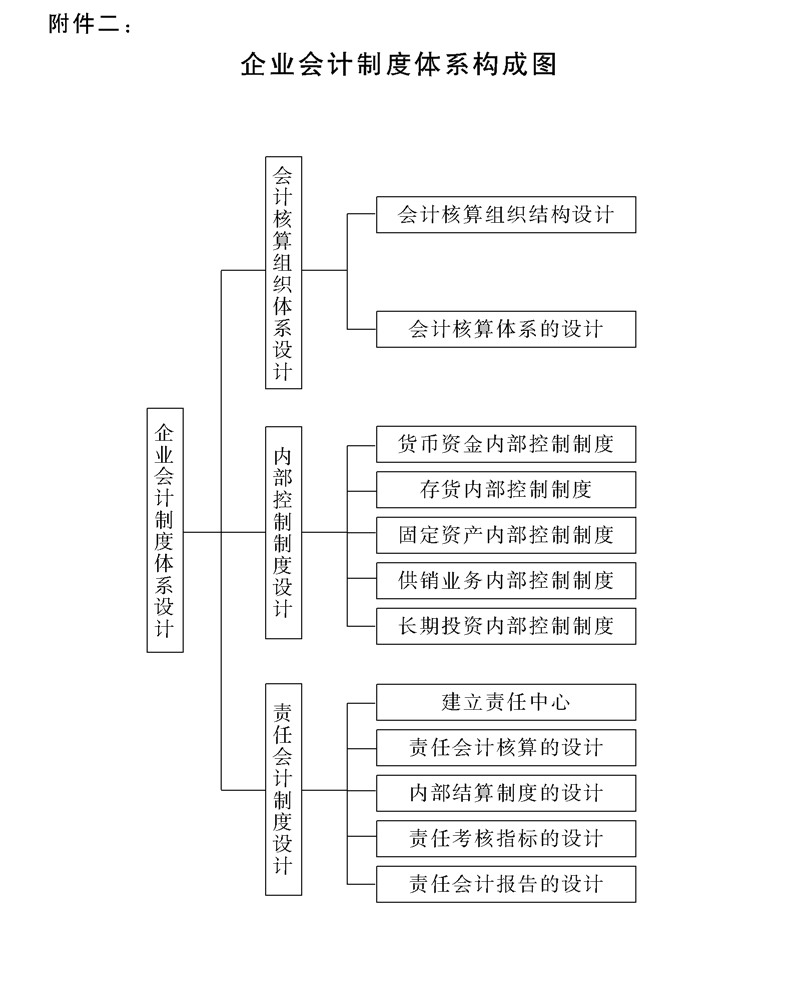 附件二：
企业会计制度体系构成图
企业会计制度体系设计
会计核算组织体系设计
会计核算组织结构设计
会计核算体系的设计
内部控制制度设计
货币资金内部控制制度
存货内部控制制度
固定资产内部控制制度
供销业务内部控制制度
长期投资内部控制制度
责任会计制度设计
建立责任中心
责任会计核算的设计
内部结算制度的设计
责任考核指标的设计
责任会计报告的设计